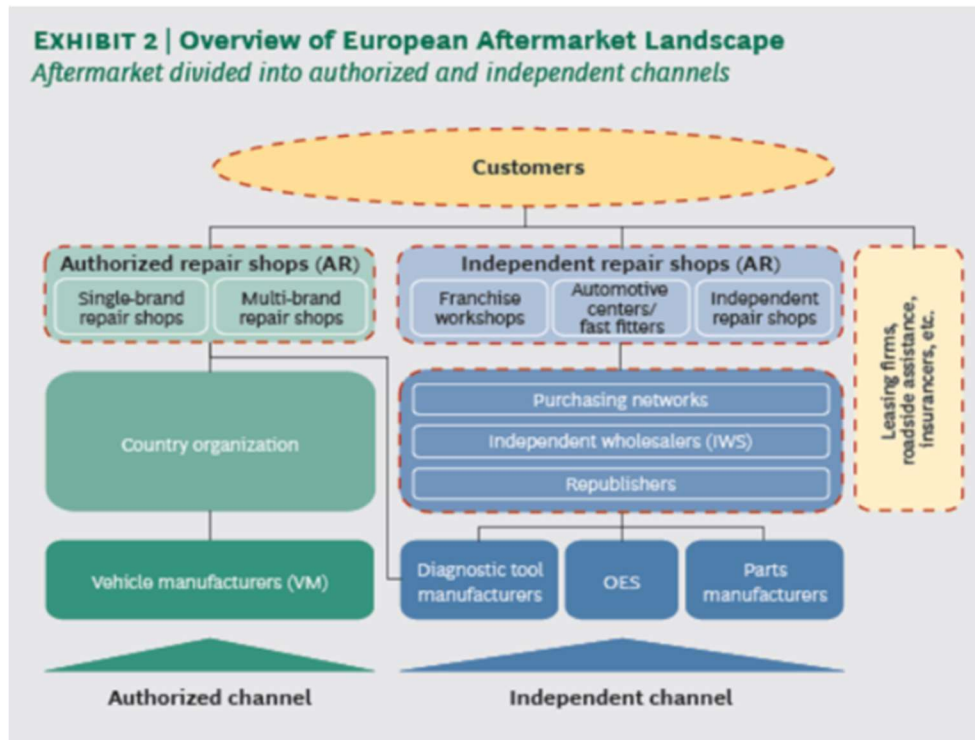 EXHIBIT 2 | Overview of European Aftermarket Landscape
Aftermarket divided into authorized and independent channels
Customers
Authorized repair shops (AR)
Single-brand
repair shops
Multi-brand
repair shops
Independent repair shops (AR)
Franchise
workshops
Automotive
centers/
fast fitters
Independent
repair shops
Leasing firms,
roadside assistance,
insurancers, etc.
Country organization
Purchasing networks
Independent wholesalers (IWS)
Republishers
Vehicle manufacturers (VM)
Diagnostic tool
manufacturers
OES
Parts
manufacturers
Authorized channel
Independent channel